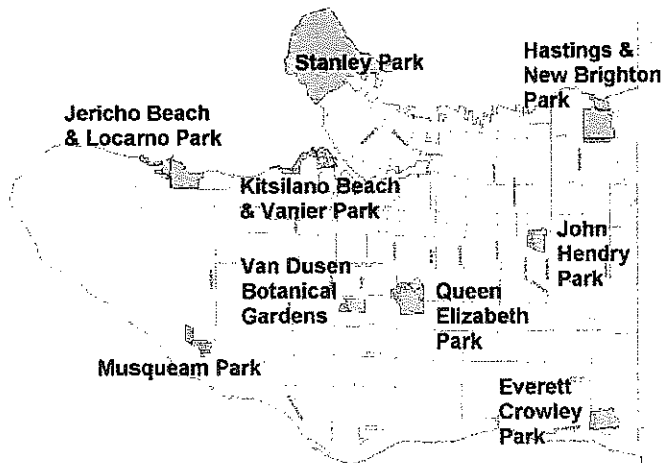 Stanley Park
Hastings &
New Brighton
Park
Jericho Beach
& Locarno Park
Kitsilano Beach
& Vanier Park
John
Hendry
Park
Van Dusen
Botanical
Gardens
Queen
Elizabeth
Park
Musqueam Park
Everett
Crowley
Park